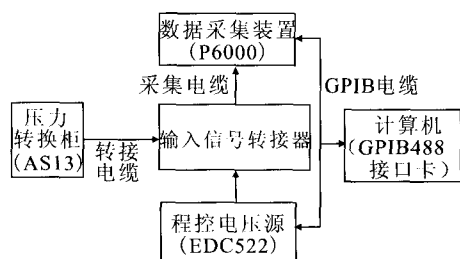 数据采集装置
(P6000)
采集电缆
GPIB电缆
压力
转换柜
(AS13)
转接
电缆
输入信号转接器
计算机
(GPIB488
接口卡)
程控电压源
(EDC522)